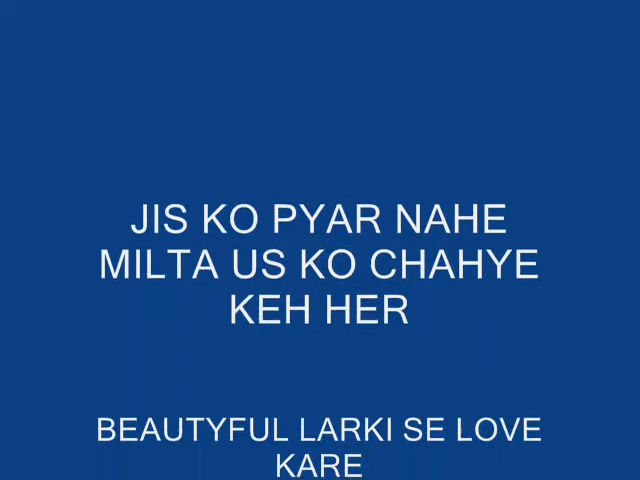 JIS KO PYAR NAHE
MILTA US KO CHAHYE
KEH HER
BEAUTYFUL LARKI SE LOVE
KARE